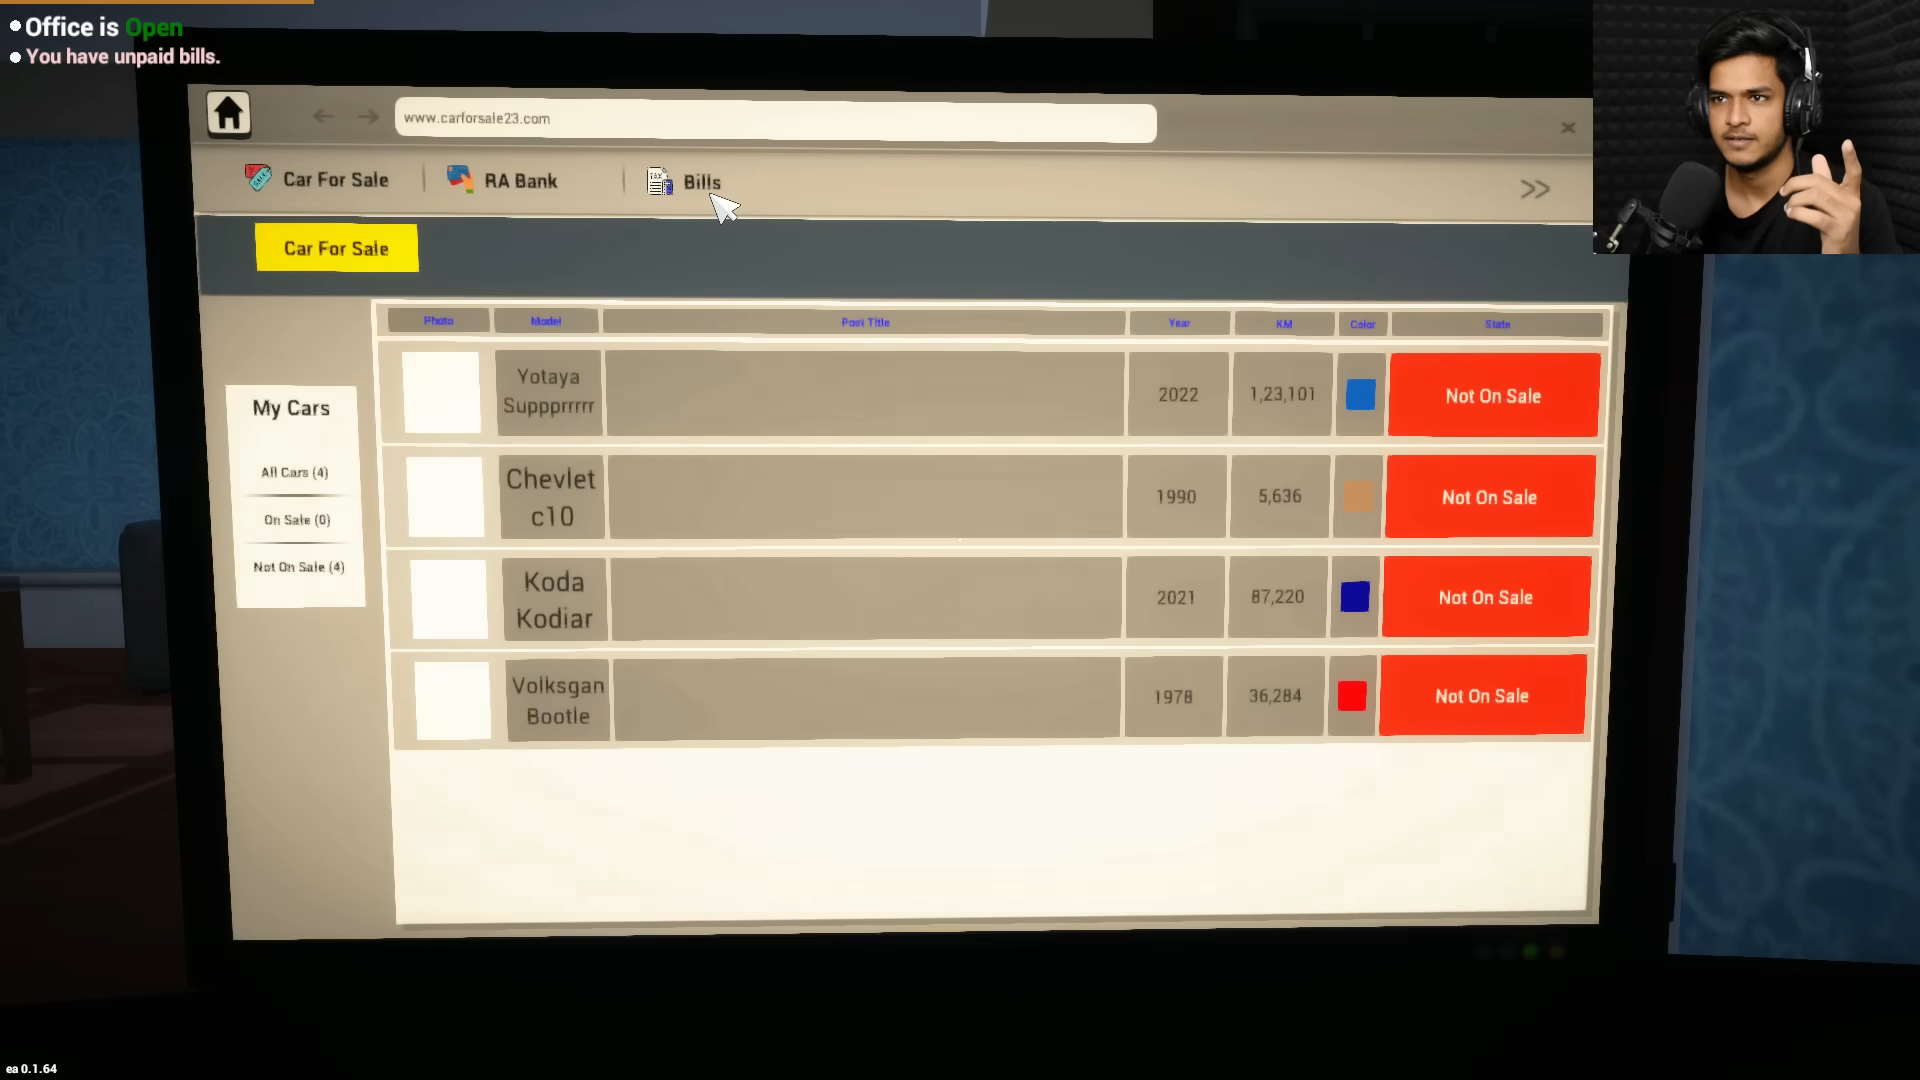 Office is Open
You have unpaid bills.
www.carforsale23.com
Car For Sale
RA Bank
Bills
Car For Sale
Photo Model Post Title Year KM Color State
My Cars
All Cars (4)
On Sale (0)
Not On Sale (4)
Yotaya
Supprrrrr
2022 1,23,101 Not On Sale
Chevlet
c10
1990 5,636 Not On Sale
Koda
Kodiar
2021 87,220 Not On Sale
Volksgan
Bootle
1978 36,284 Not On Sale
ea 0.1.64